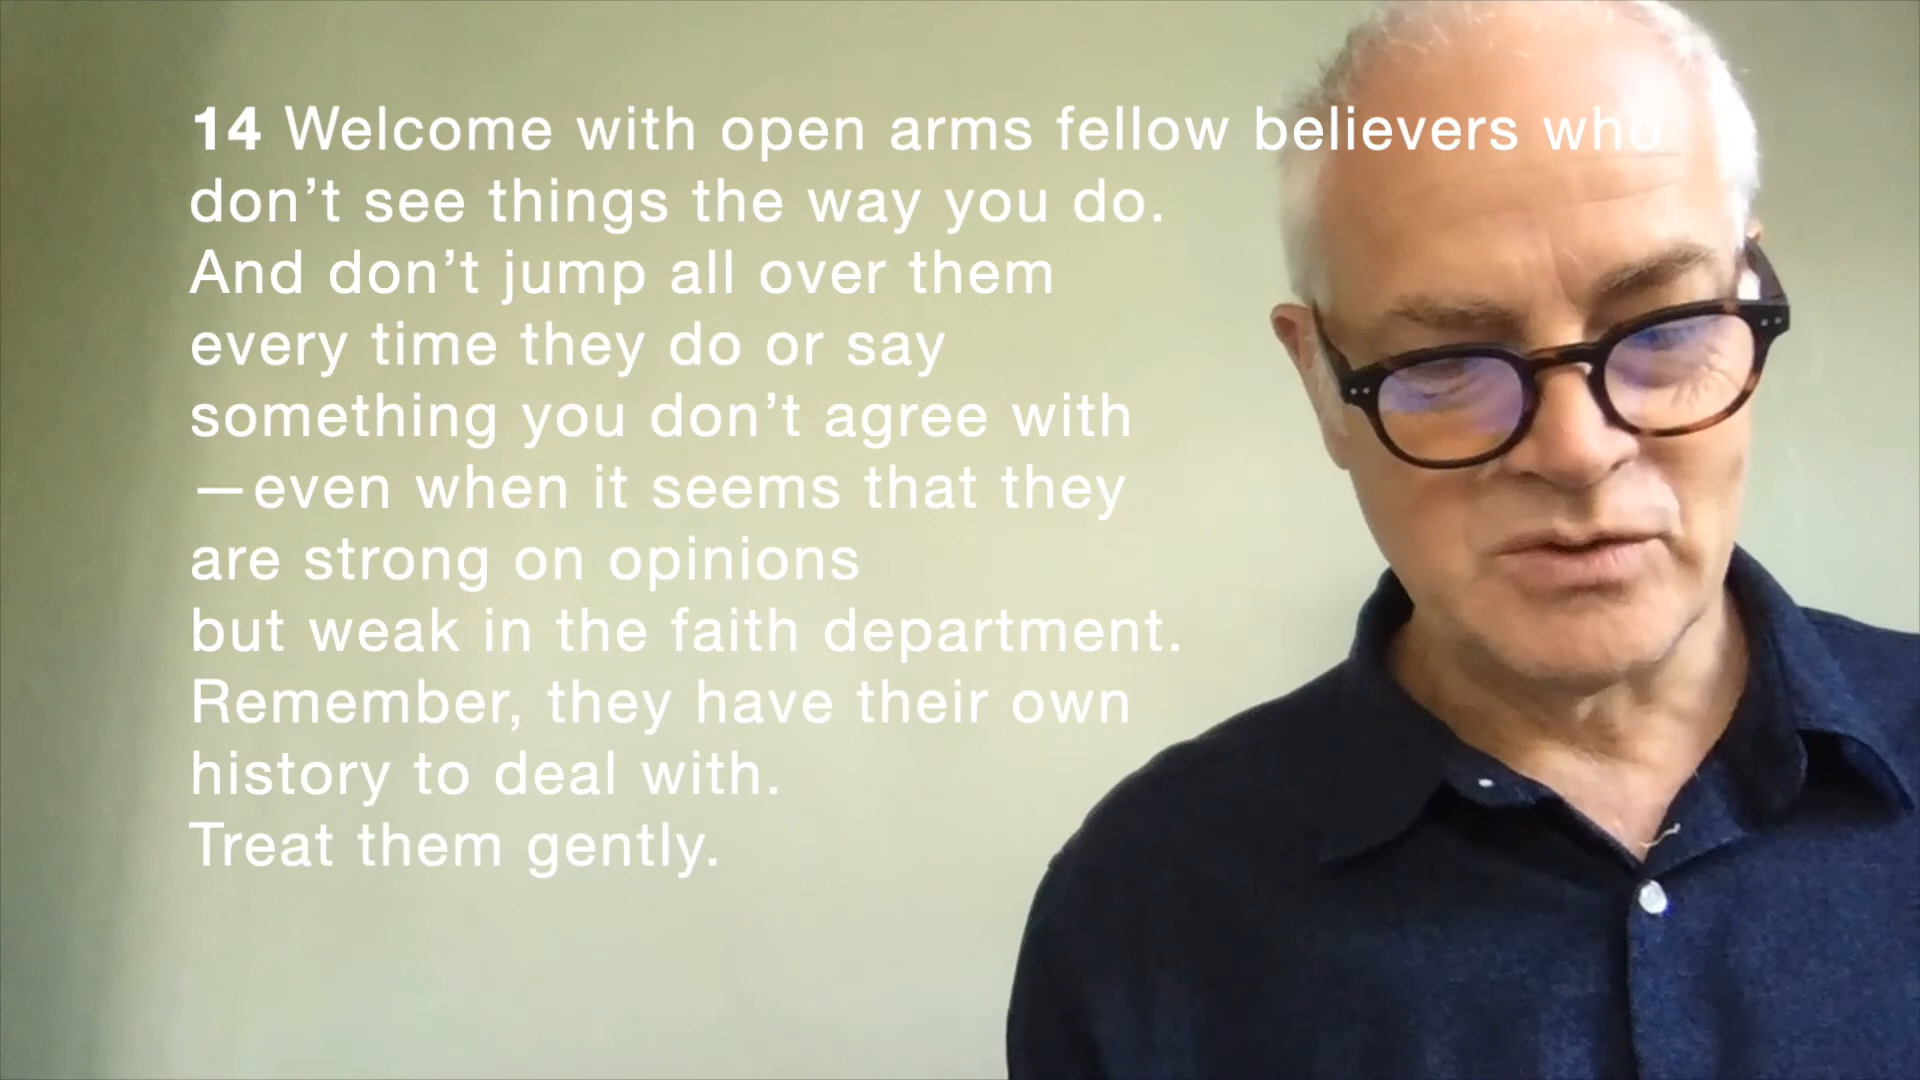 14 Welcome with open arms fellow believers who
don’t see things the way you do.
And don’t jump all over them
every time they do or say
something you don’t agree with
—even when it seems that they
are strong on opinions
but weak in the faith department.
Remember, they have their own
history to deal with.
Treat them gently.